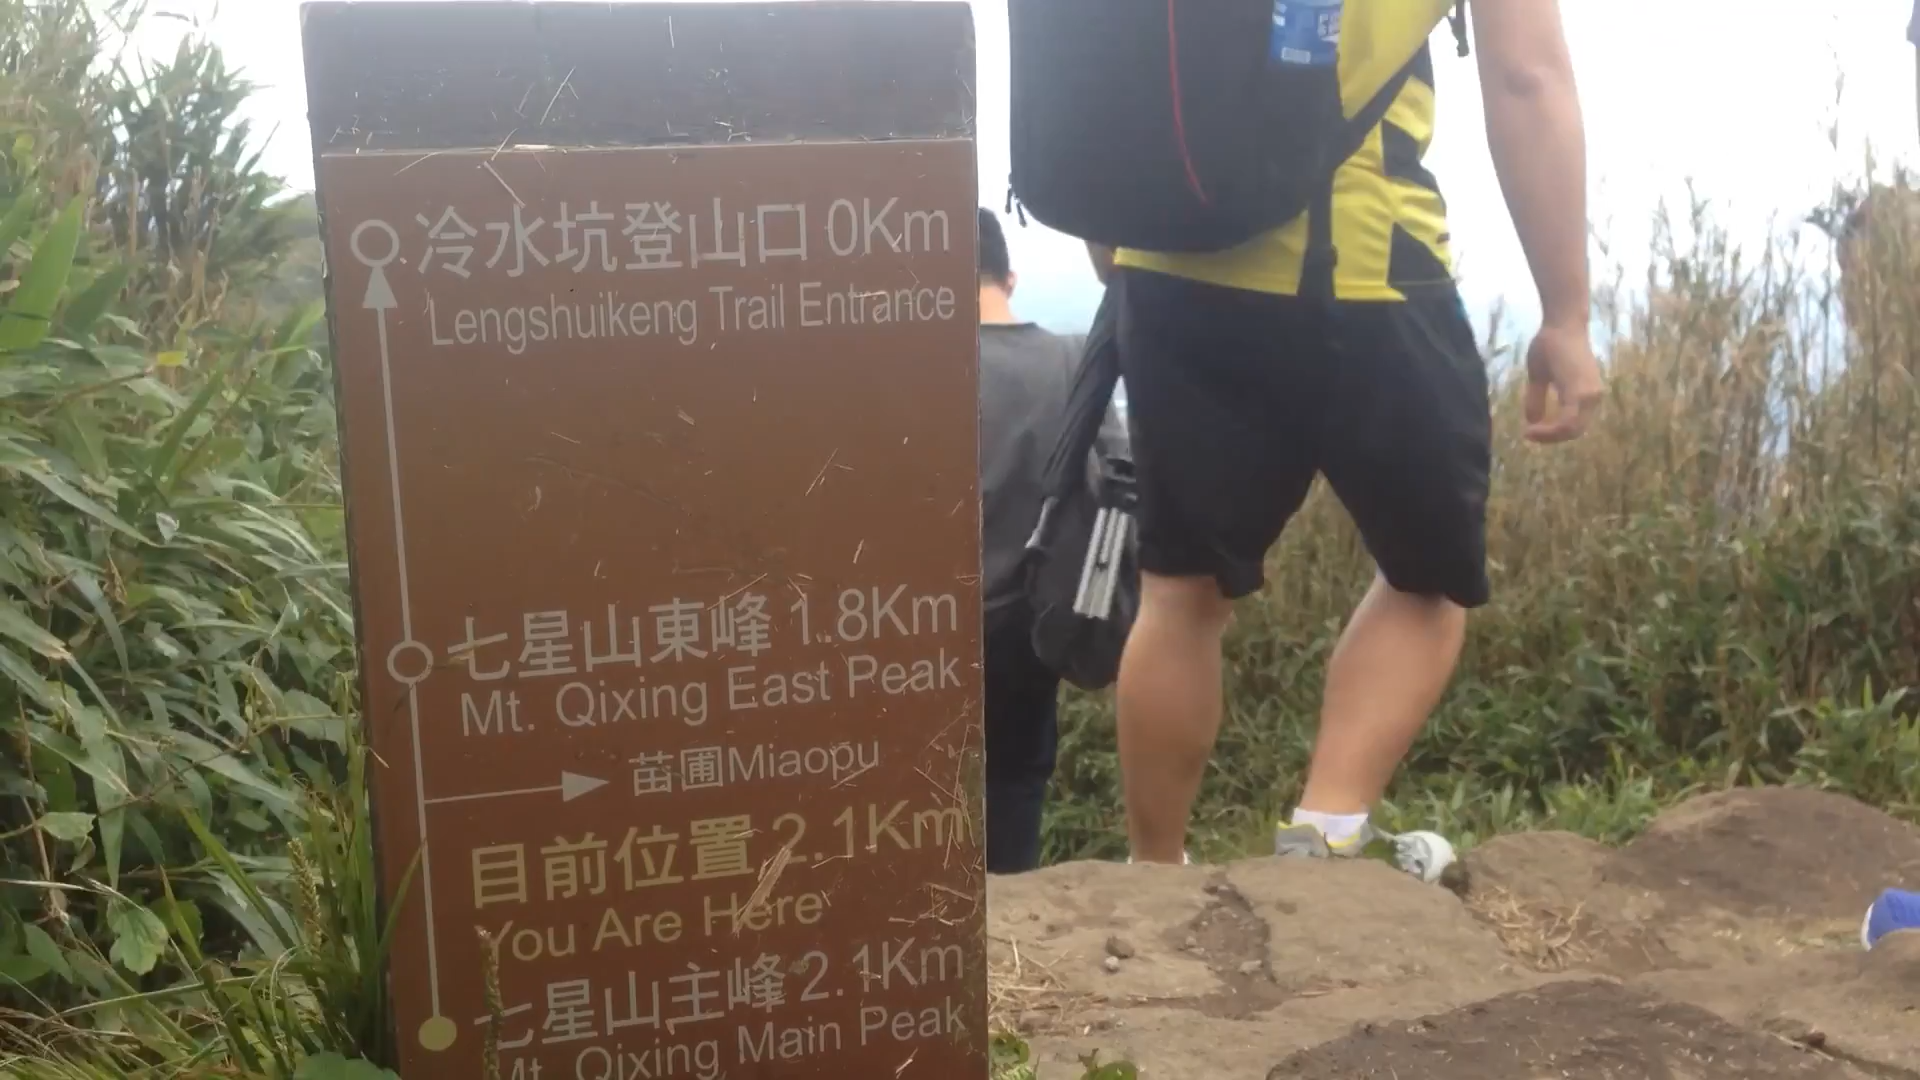 冷水坑登山口 0Km
Lengshuikeng Trail Entrance
七星山東峰 1.8Km
Mt. Qixing East Peak
苗圃Miaopu
目前位置 2.1Km
You Are Here
七星山主峰 2.1Km
Mt. Qixing Main Peak